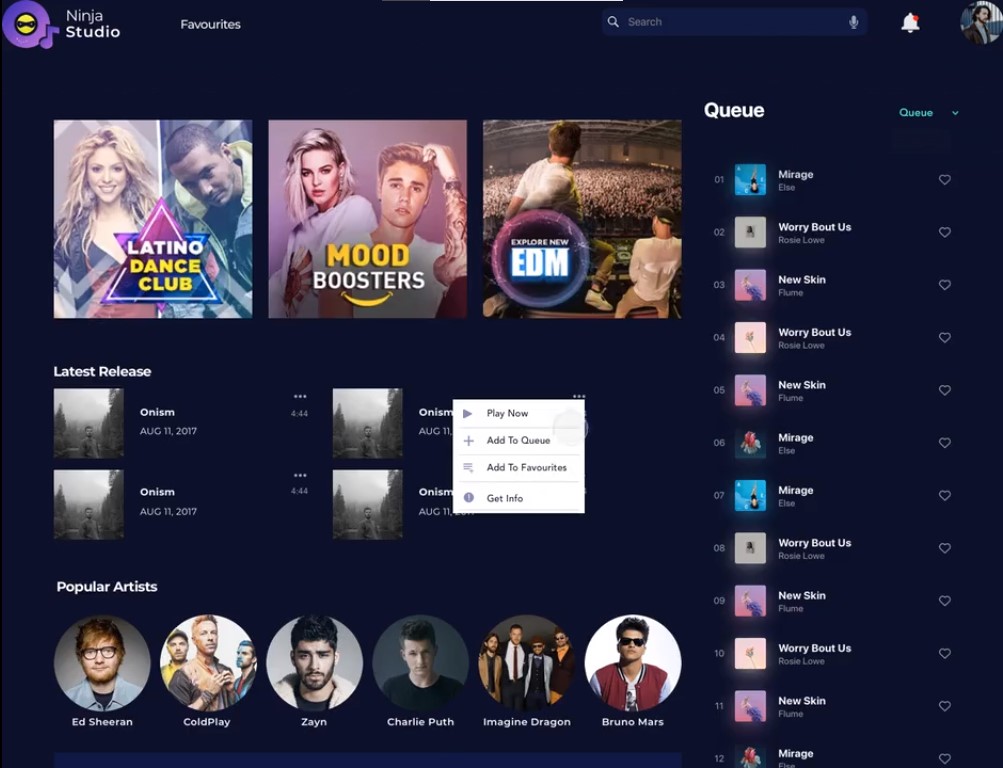 Ninja
Studio
Favourites
Search
LATINO
DANCE
CLUB
MOOD
BOOSTERS
EXPLORE NEW
EDM
Latest Release
Onism
4:44
AUG 11, 2017
Onism
AUG 11,
Play Now
Add To Queue
Add To Favourites
Get Info
Onism
4:44
AUG 11, 2017
Onism
AUG 11, 2017
Popular Artists
Ed Sheeran
ColdPlay
Zayn
Charlie Puth
Imagine Dragon
Bruno Mars
Queue
Queue
01
Mirage
Else
02
Worry Bout Us
Rosie Lowe
03
New Skin
Flume
04
Worry Bout Us
Rosie Lowe
05
New Skin
Flume
06
Mirage
Else
07
Mirage
Else
08
Worry Bout Us
Rosie Lowe
09
New Skin
Flume
10
Worry Bout Us
Rosie Lowe
11
New Skin
Flume
12
Mirage
Else